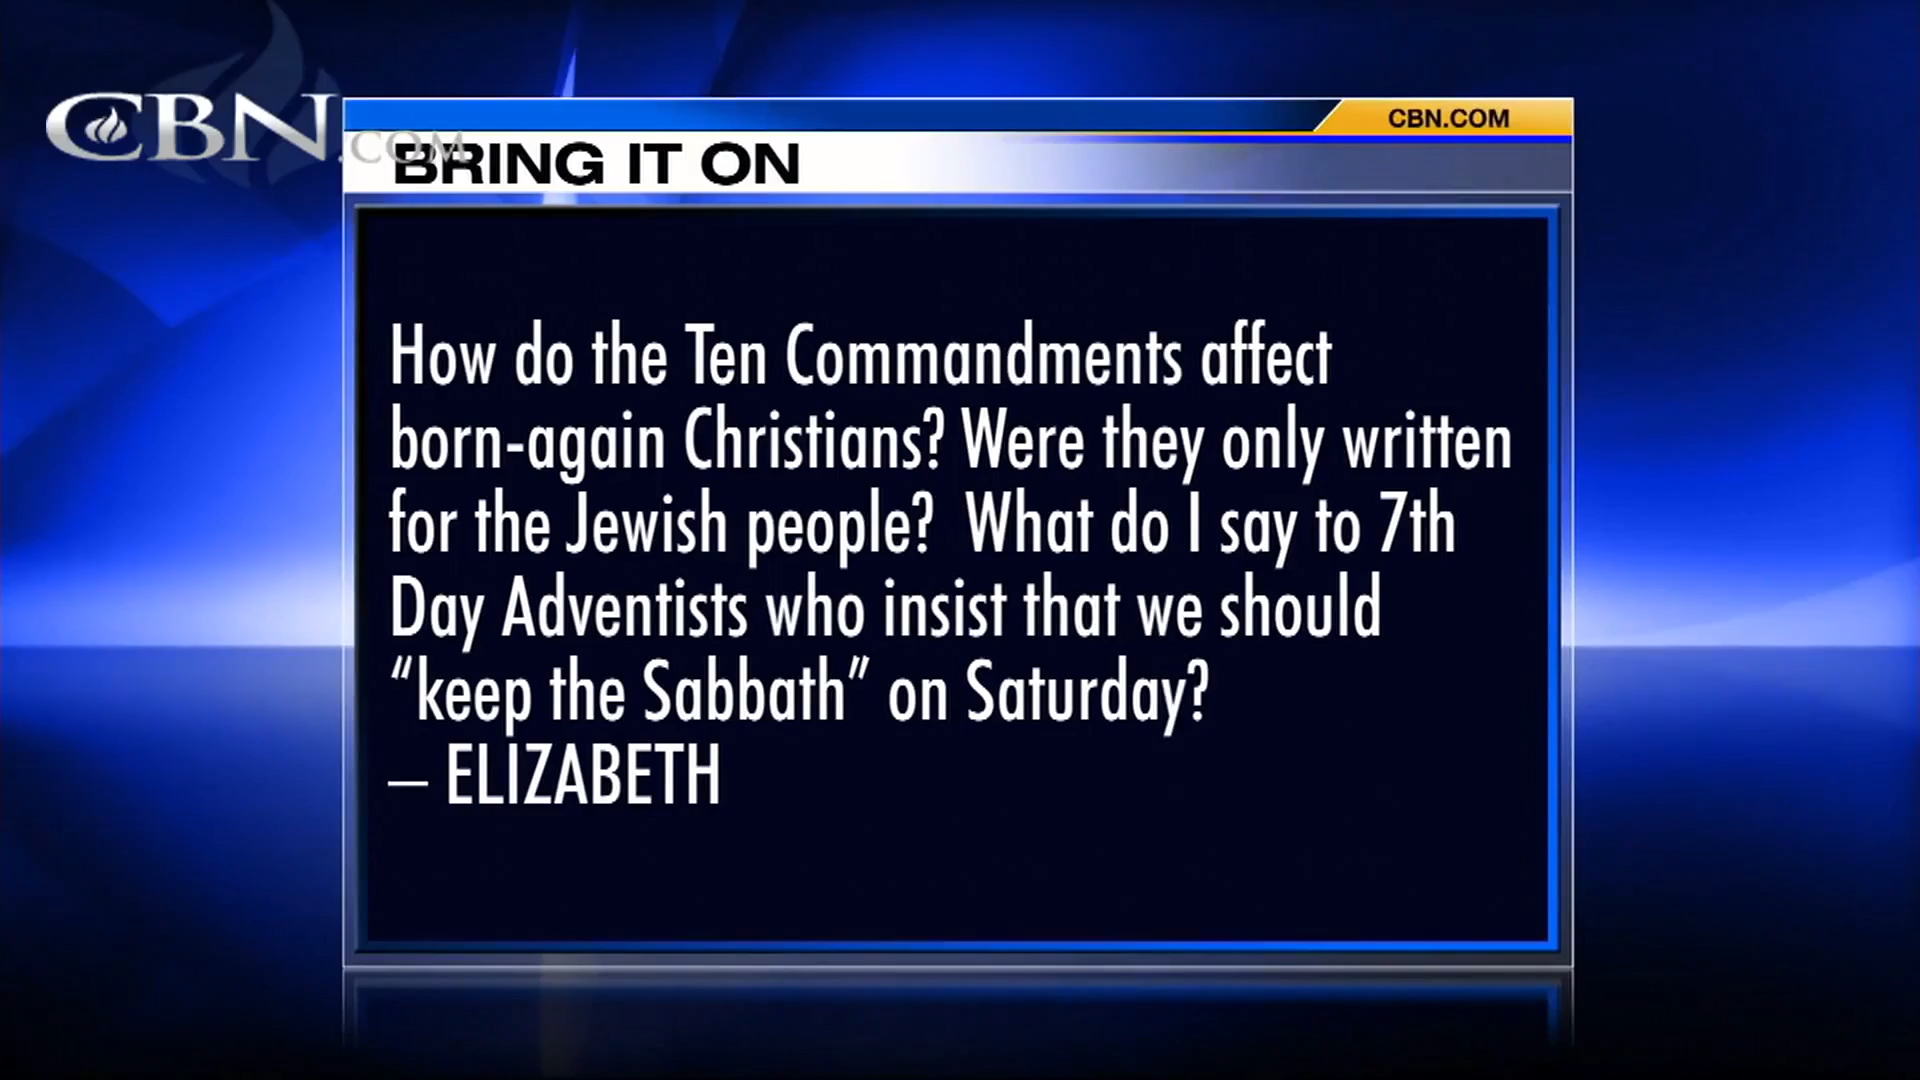 CBN.COM
CBN.COM
BRING IT ON
How do the Ten Commandments affect
born-again Christians? Were they only written
for the Jewish people?  What do I say to 7th
Day Adventists who insist that we should
“keep the Sabbath” on Saturday?
– ELIZABETH